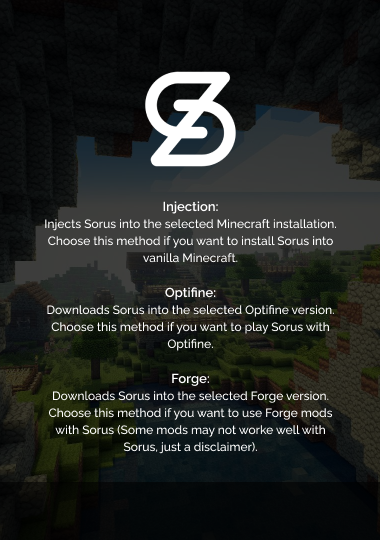 Injection:
Injects Sorus into the selected Minecraft installation.
Choose this method if you want to install Sorus into
vanilla Minecraft.
Optifine:
Downloads Sorus into the selected Optifine version.
Choose this method if you want to play Sorus with
Optifine.
Forge:
Downloads Sorus into the selected Forge version.
Choose this method if you want to use Forge mods
with Sorus (Some mods may not worke well with
Sorus, just a disclaimer).